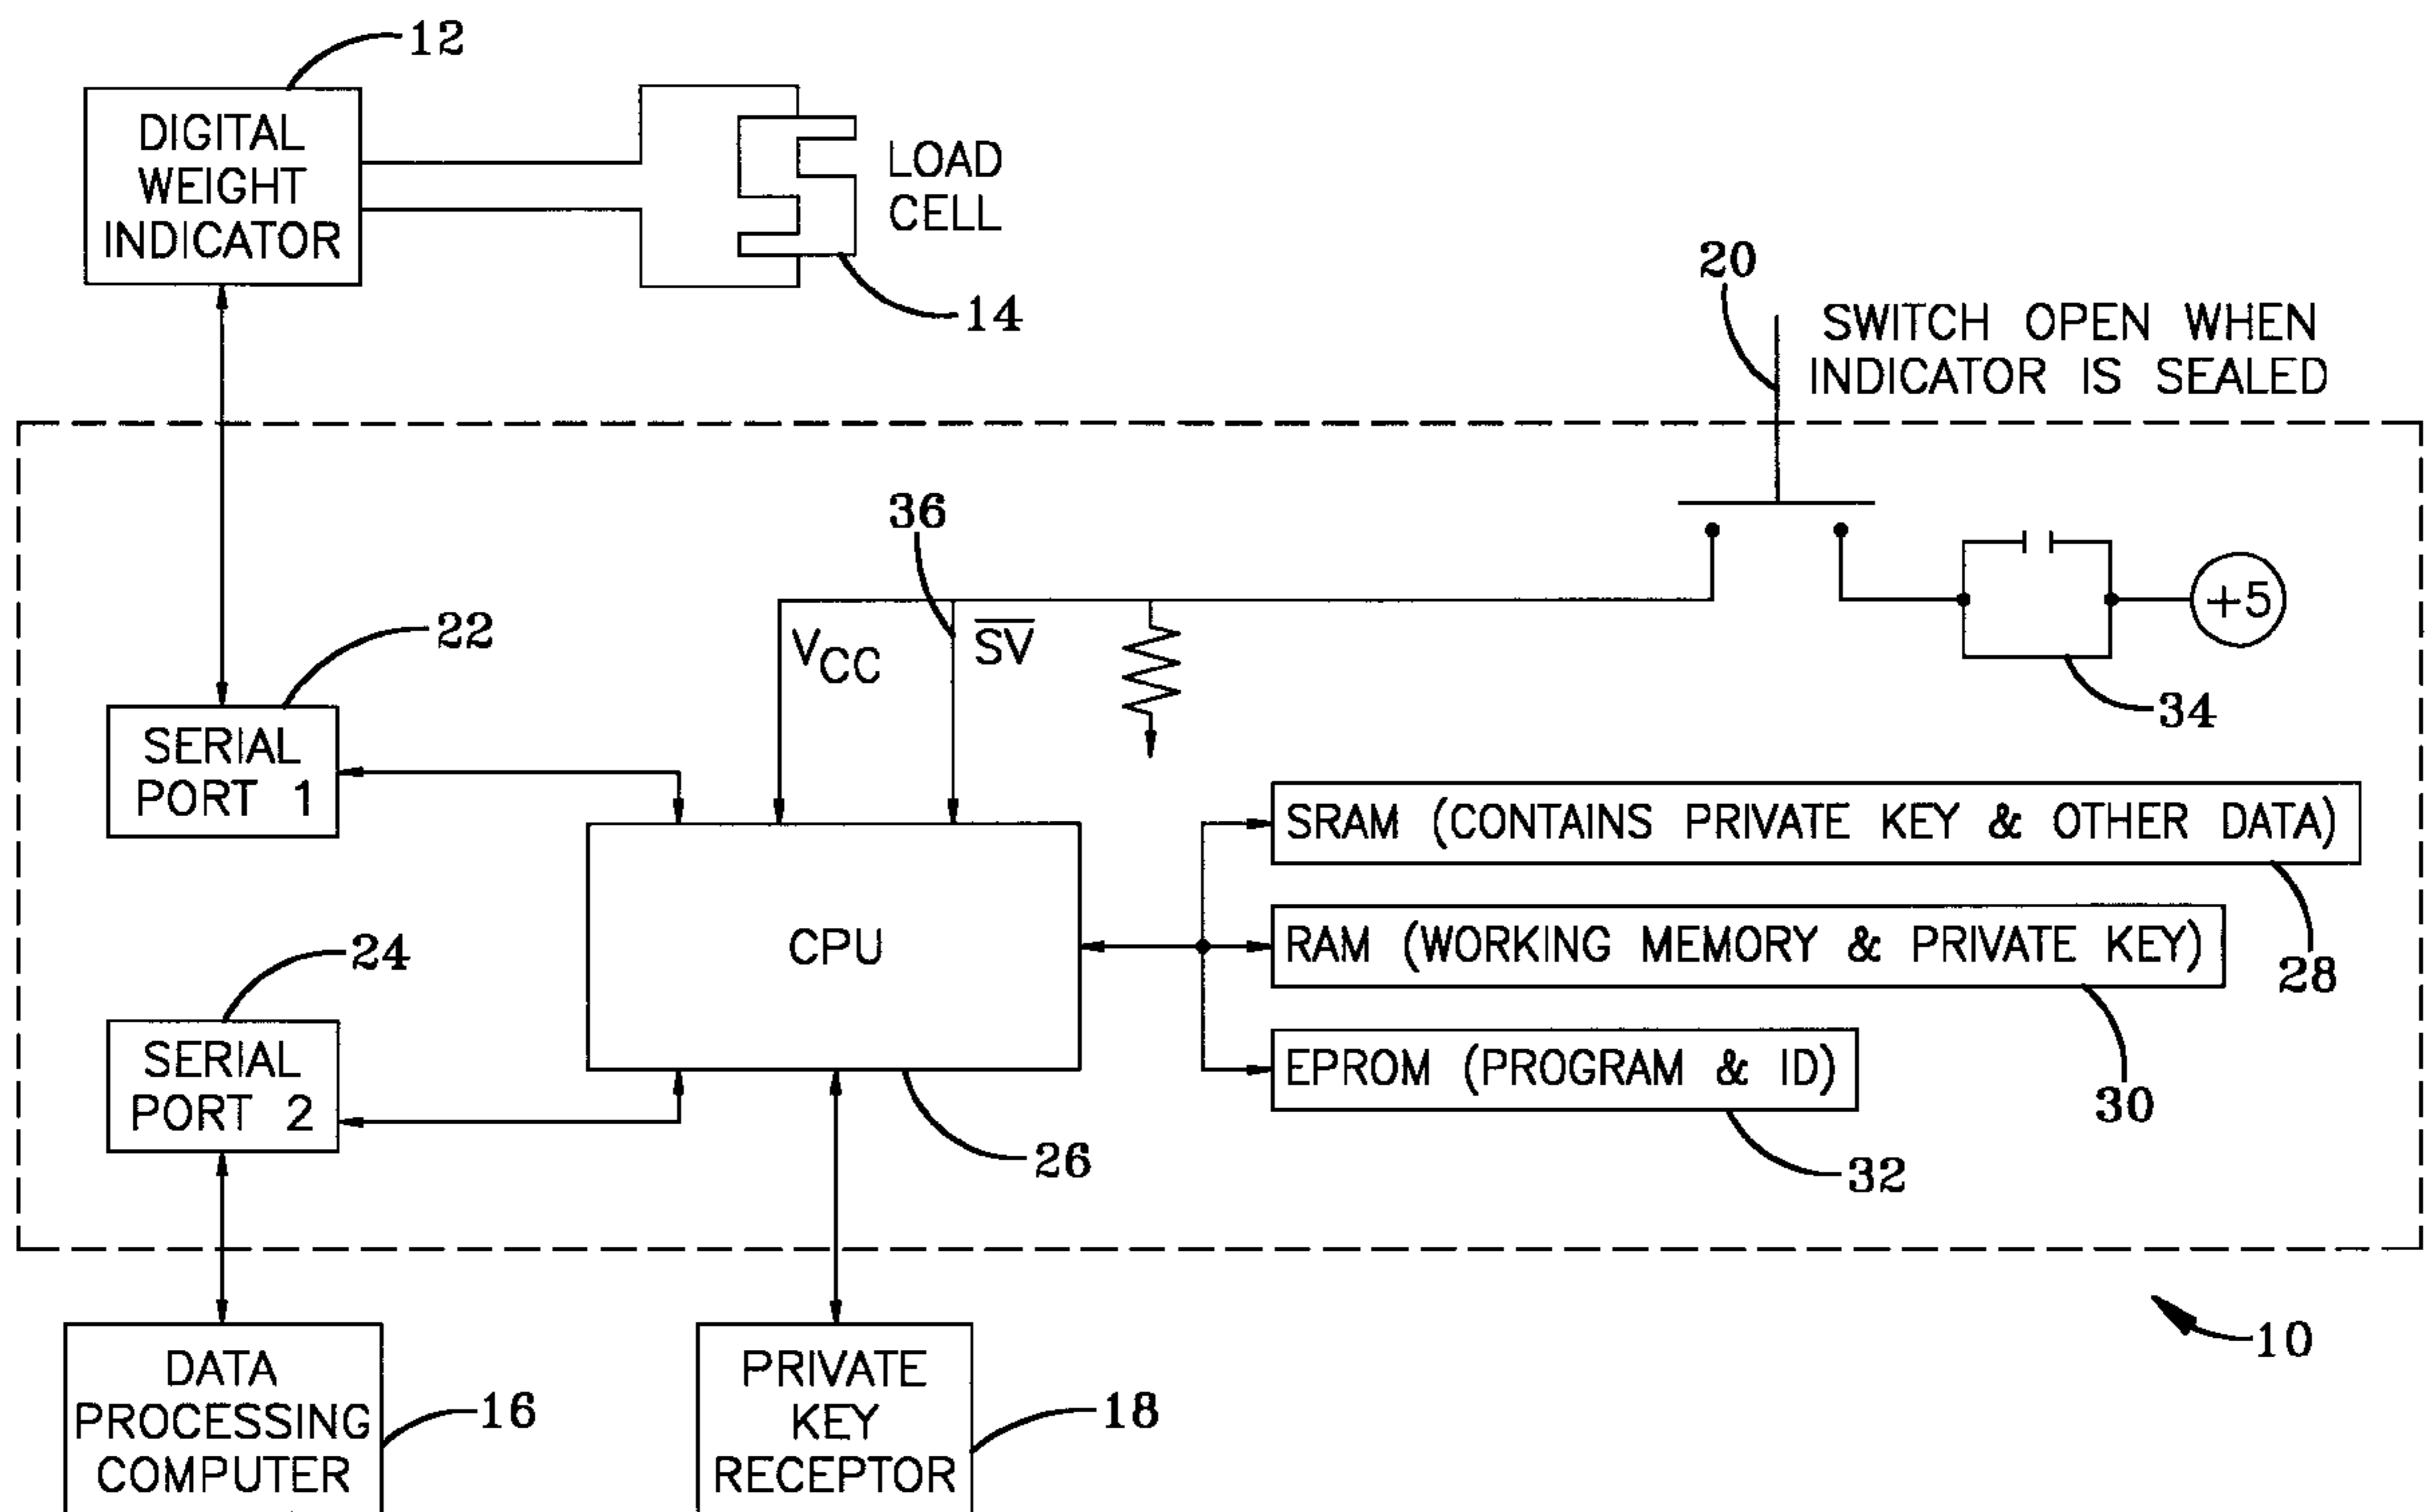 12
DIGITAL
WEIGHT
INDICATOR
LOAD
CELL
14
20
SWITCH OPEN WHEN
INDICATOR IS SEALED
36
V_CC
S̅V̅
+5
34
22
SERIAL
PORT 1
SRAM (CONTAINS PRIVATE KEY & OTHER DATA)
28
CPU
RAM (WORKING MEMORY & PRIVATE KEY)
30
24
SERIAL
PORT 2
EPROM (PROGRAM & ID)
32
26
10
DATA
PROCESSING
COMPUTER
16
PRIVATE
KEY
RECEPTOR
18